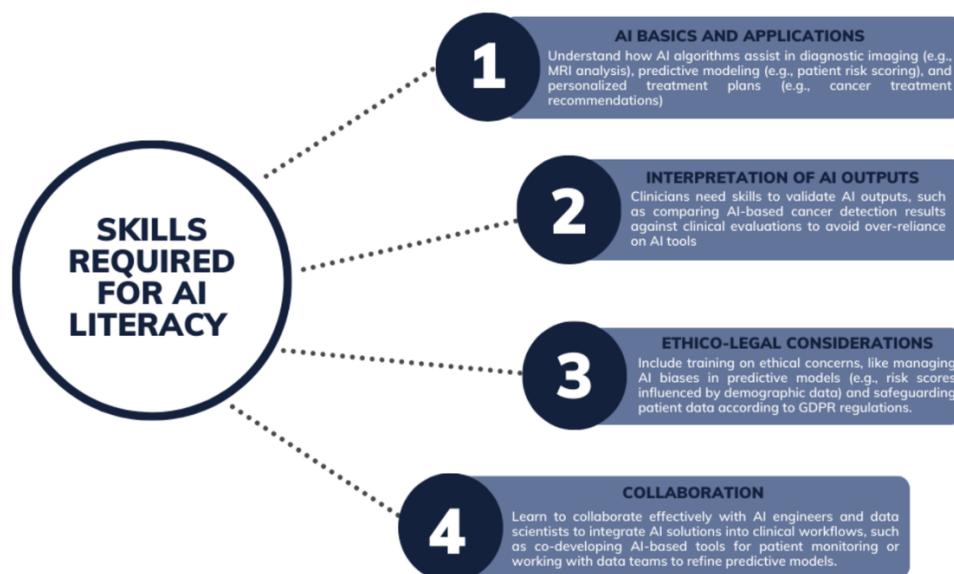 SKILLS
REQUIRED
FOR AI
LITERACY
1
AI BASICS AND APPLICATIONS
Understand how AI algorithms assist in diagnostic imaging (e.g.,
MRI analysis), predictive modeling (e.g., patient risk scoring), and
personalized treatment plans (e.g., cancer treatment
recommendations)
2
INTERPRETATION OF AI OUTPUTS
Clinicians need skills to validate AI outputs, such
as comparing AI-based cancer detection results
against clinical evaluations to avoid over-reliance
on AI tools
3
ETHICO-LEGAL CONSIDERATIONS
Include training on ethical concerns, like managing
AI biases in predictive models (e.g., risk scores
influenced by demographic data) and safeguarding
patient data according to GDPR regulations.
4
COLLABORATION
Learn to collaborate effectively with AI engineers and data
scientists to integrate AI solutions into clinical workflows, such
as co-developing AI-based tools for patient monitoring or
working with data teams to refine predictive models.